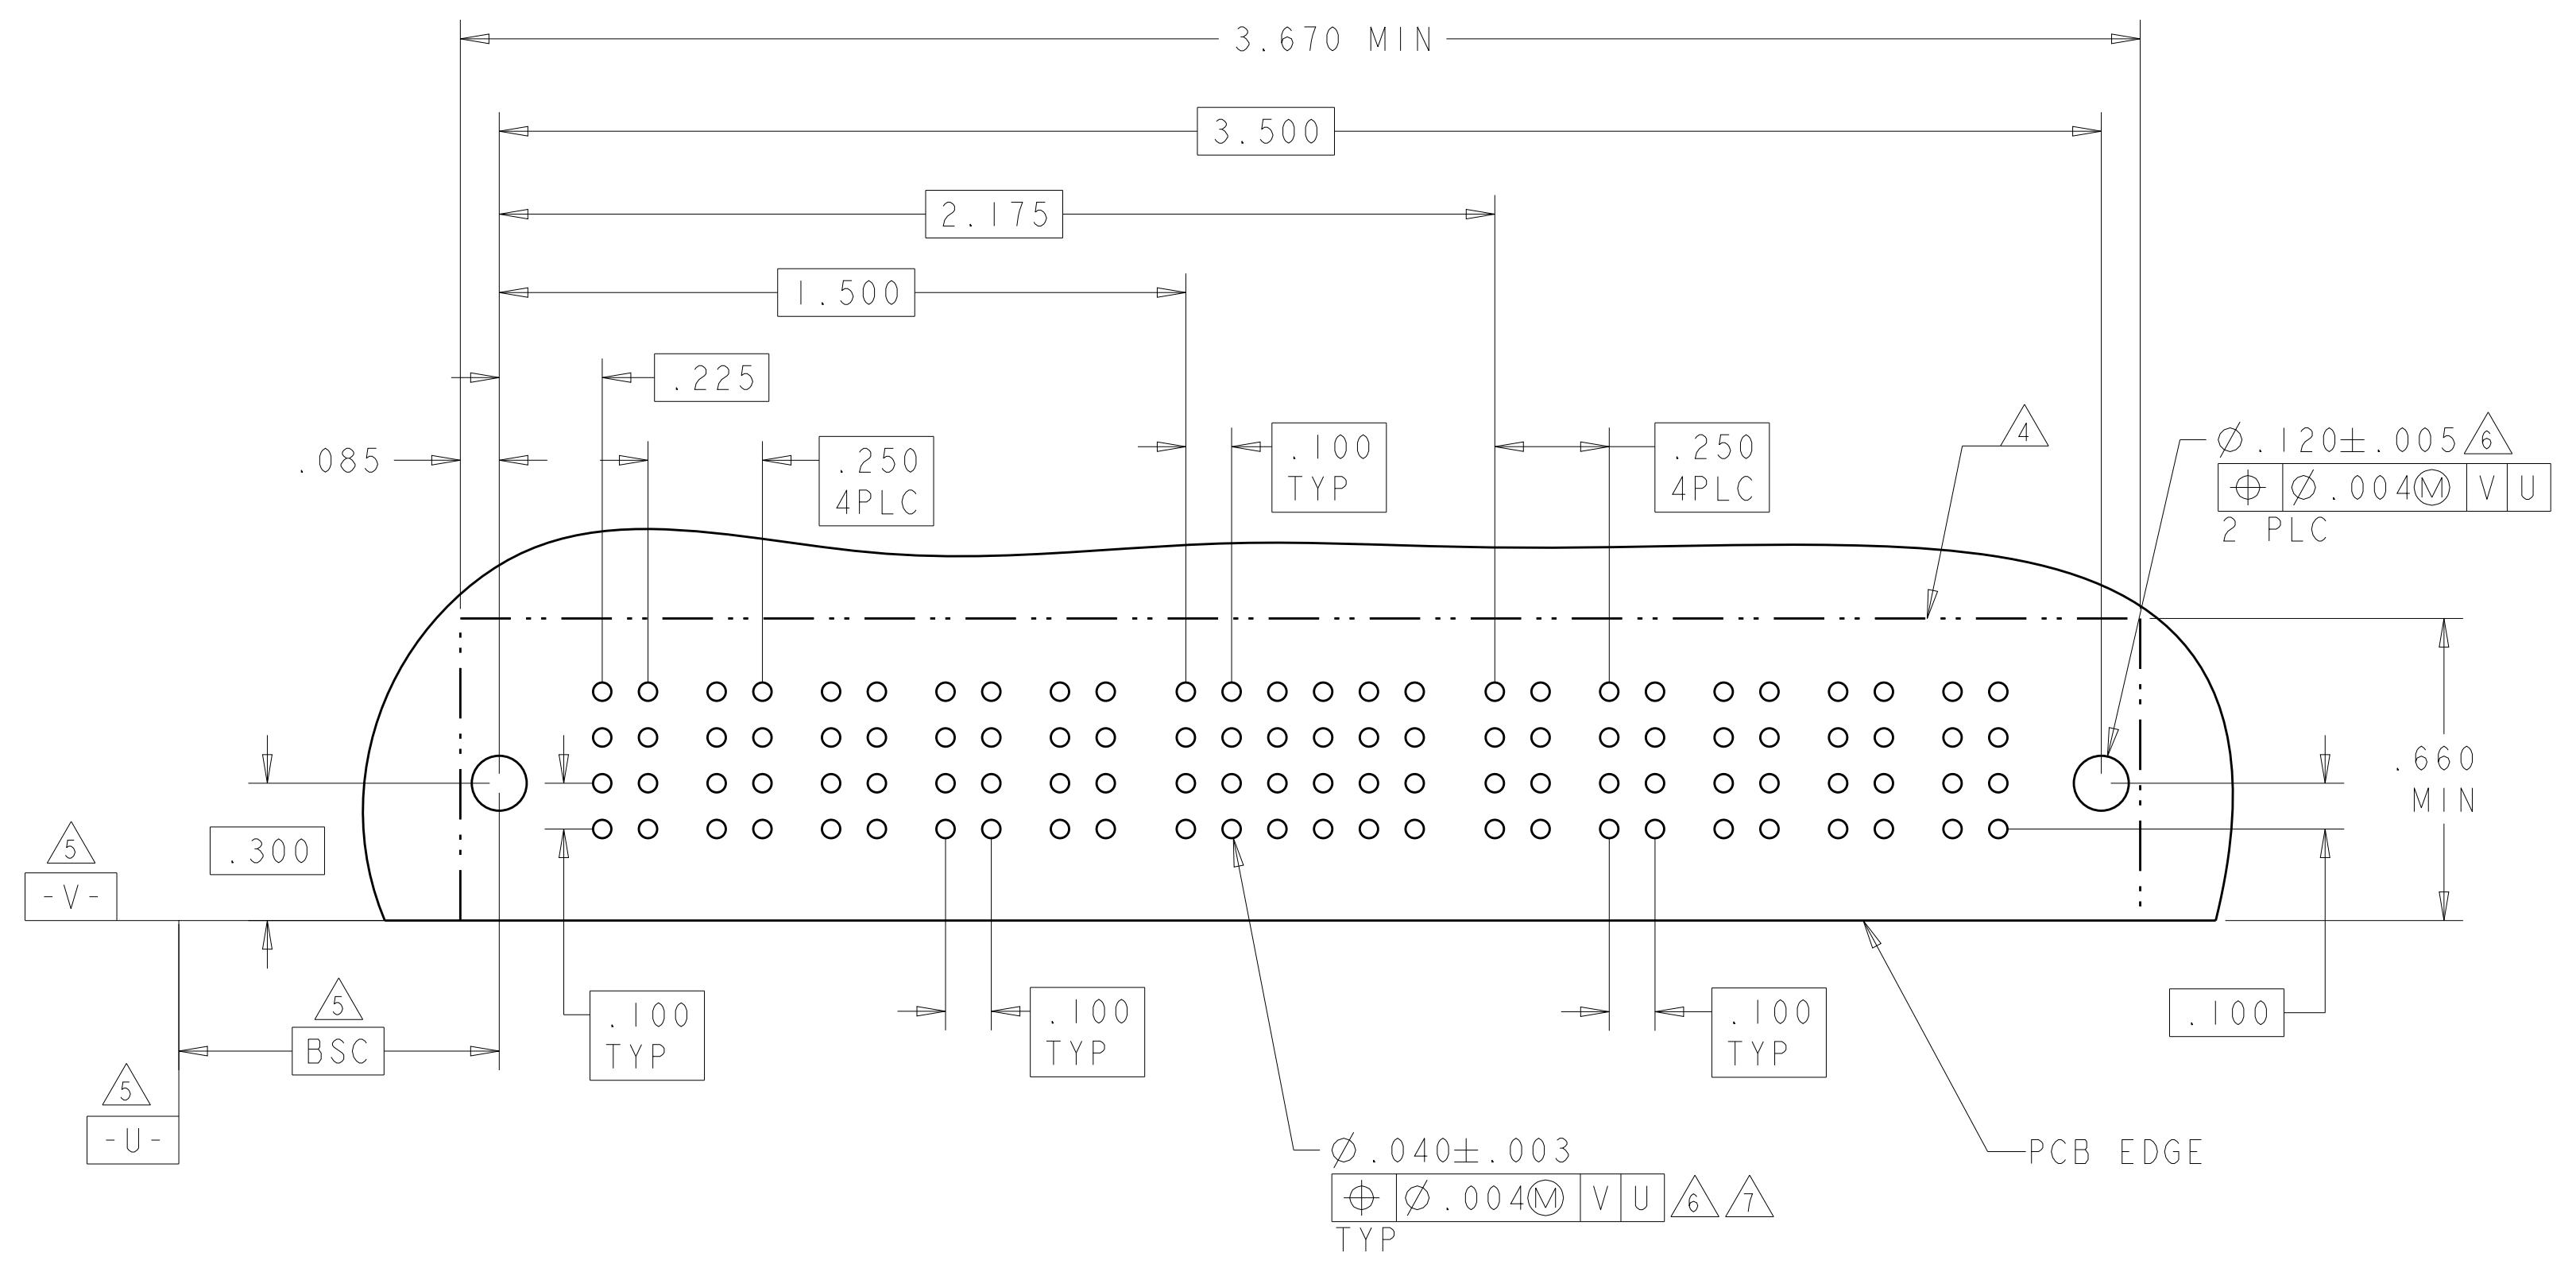 3.670 MIN
3.500
2.175
1.500
.225
.085
.250
4PLC
.100
TYP
.250
4PLC
4
Ø.120±.005 6
⌖ Ø.004Ⓜ V U
2 PLC
.660
MIN
.300
5
-V-
5
BSC
5
-U-
.100
TYP
.100
TYP
.100
TYP
.100
Ø.040±.003
⌖ Ø.004Ⓜ V U 6 7
TYP
PCB EDGE